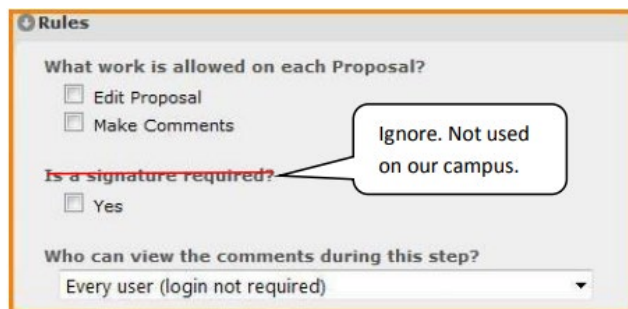 Rules
What work is allowed on each Proposal?
Edit Proposal
Make Comments
Ignore. Not used
on our campus.
Is a signature required?
Yes
Who can view the comments during this step?
Every user (login not required)